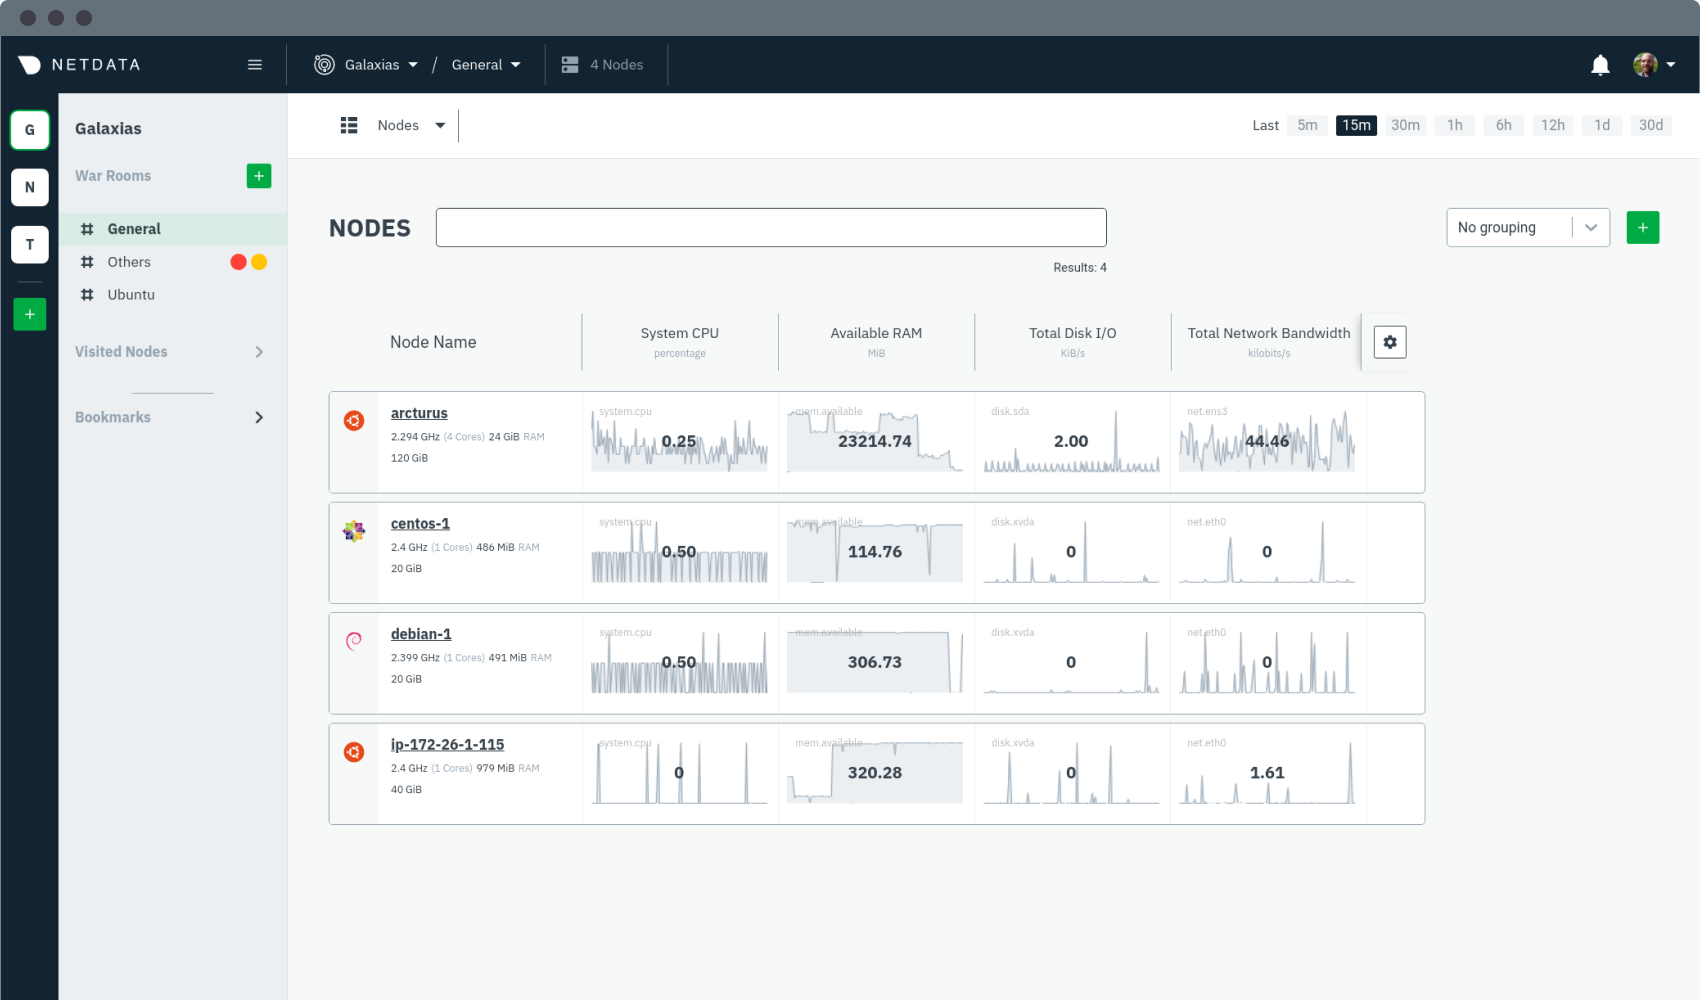 NETDATA
Galaxias / General
4 Nodes
G
N
T
+
Galaxias
War Rooms +
General
Others
Ubuntu
Visited Nodes
Bookmarks
Nodes
Last 5m 15m 30m 1h 6h 12h 1d 30d
NODES
No grouping +
Results: 4
Node Name
System CPU
percentage
Available RAM
MiB
Total Disk I/O
KiB/s
Total Network Bandwidth
kilobits/s
arcturus
2.294 GHz (4 Cores) 24 GiB RAM
120 GiB
system.cpu
0.25
mem.available
23214.74
disk.sda
2.00
net.ens3
44.46
centos-1
2.4 GHz (1 Cores) 486 MiB RAM
20 GiB
system.cpu
0.50
mem.available
114.76
disk.xvda
0
net.eth0
0
debian-1
2.399 GHz (1 Cores) 491 MiB RAM
20 GiB
system.cpu
0.50
mem.available
306.73
disk.xvda
0
net.eth0
0
ip-172-26-1-115
2.4 GHz (1 Cores) 979 MiB RAM
40 GiB
system.cpu
0
mem.available
320.28
disk.xvda
0
net.eth0
1.61